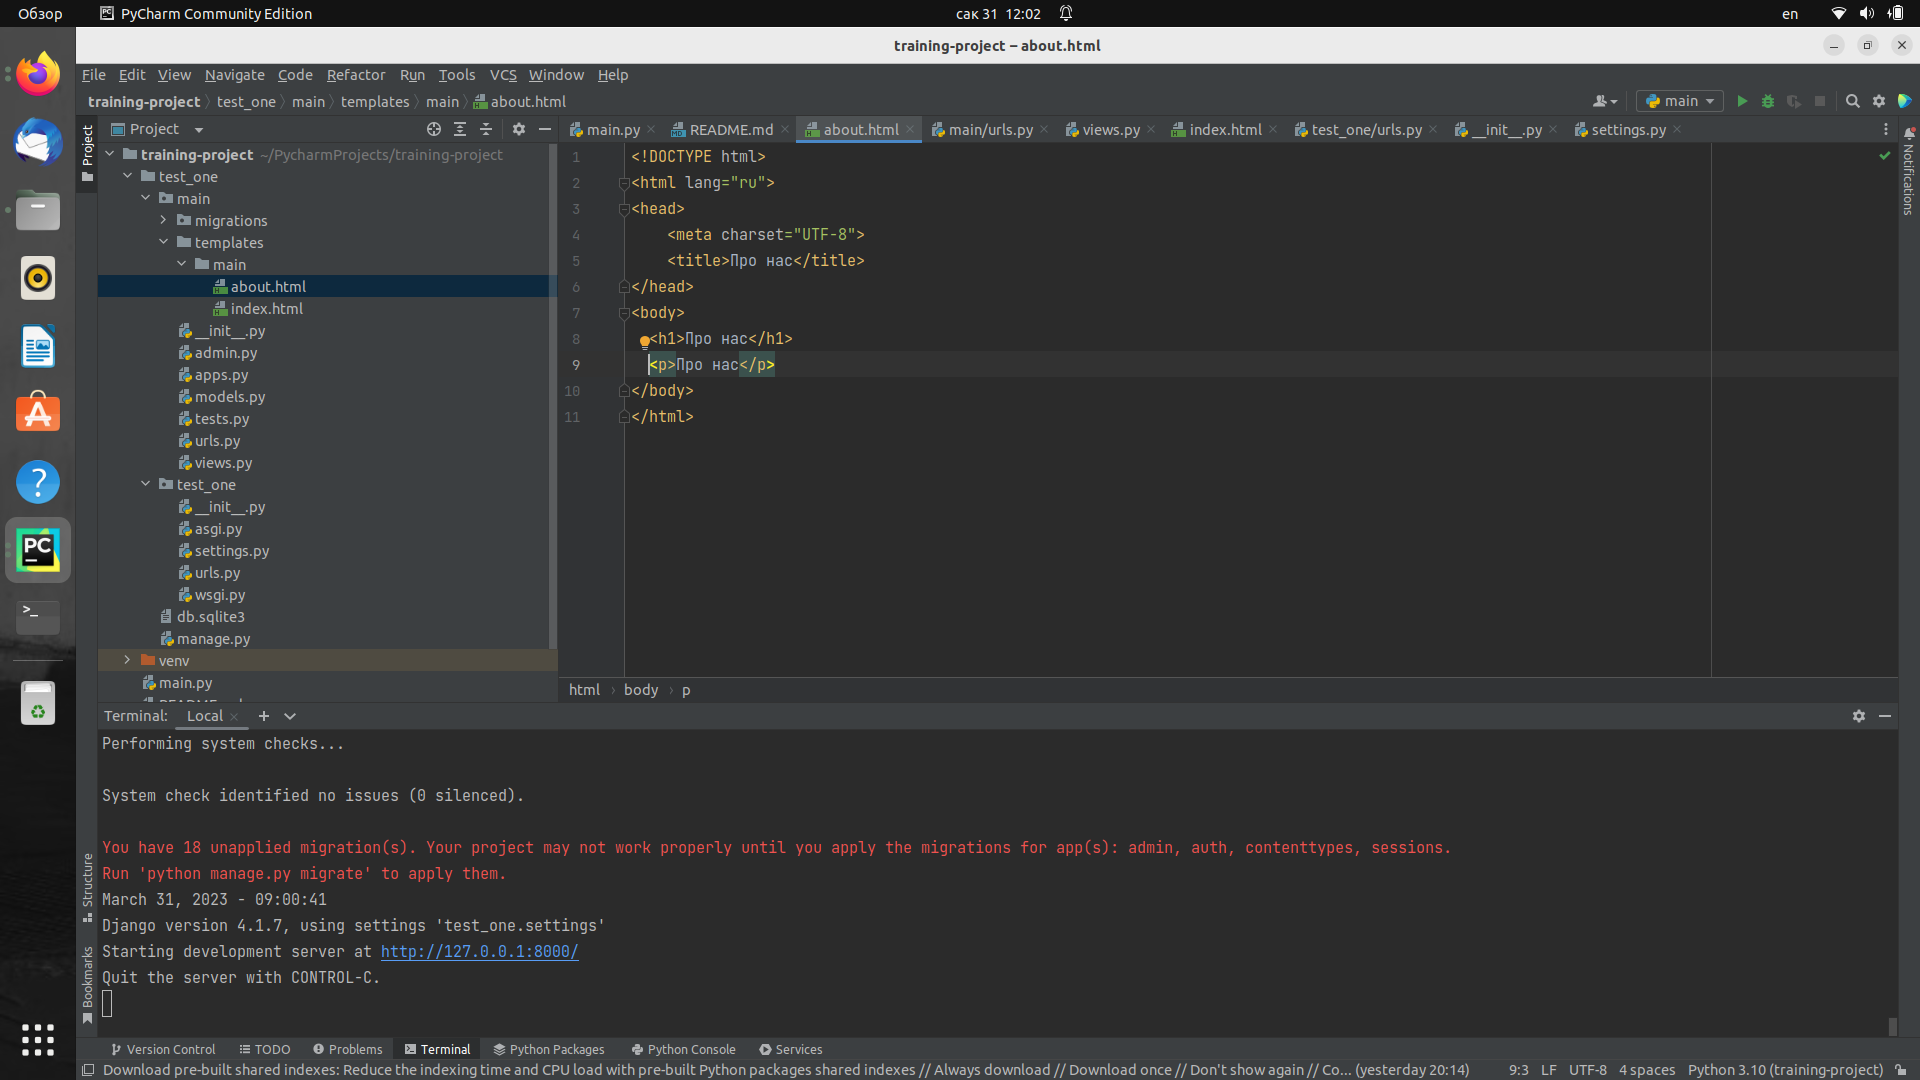 Обзор
PyCharm Community Edition
сак 31 12:02
en
training-project – about.html
File Edit View Navigate Code Refactor Run Tools VCS Window Help
training-project test_one main templates main about.html
main
Project
main.py README.md about.html main/urls.py views.py index.html test_one/urls.py __init__.py settings.py
Project
Notifications
training-project ~/PycharmProjects/training-project
test_one
main
migrations
templates
main
about.html
index.html
__init__.py
admin.py
apps.py
models.py
tests.py
urls.py
views.py
test_one
__init__.py
asgi.py
settings.py
urls.py
wsgi.py
db.sqlite3
manage.py
venv
main.py
1 <!DOCTYPE html>
2 <html lang="ru">
3 <head>
4 <meta charset="UTF-8">
5 <title>Про нас</title>
6 </head>
7 <body>
8 <h1>Про нас</h1>
9 <p>Про нас</p>
10 </body>
11 </html>
html body p
Terminal: Local
Performing system checks...
System check identified no issues (0 silenced).
You have 18 unapplied migration(s). Your project may not work properly until you apply the migrations for app(s): admin, auth, contenttypes, sessions.
Run 'python manage.py migrate' to apply them.
March 31, 2023 - 09:00:41
Django version 4.1.7, using settings 'test_one.settings'
Starting development server at http://127.0.0.1:8000/
Quit the server with CONTROL-C.
Structure
Bookmarks
Version Control TODO Problems Terminal Python Packages Python Console Services
Download pre-built shared indexes: Reduce the indexing time and CPU load with pre-built Python packages shared indexes // Always download // Download once // Don't show again // Co... (yesterday 20:14)
9:3 LF UTF-8 4 spaces Python 3.10 (training-project)